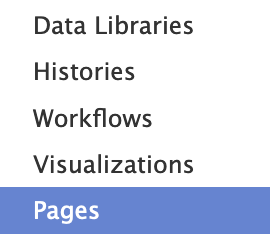 Data Libraries
Histories
Workflows
Visualizations
Pages